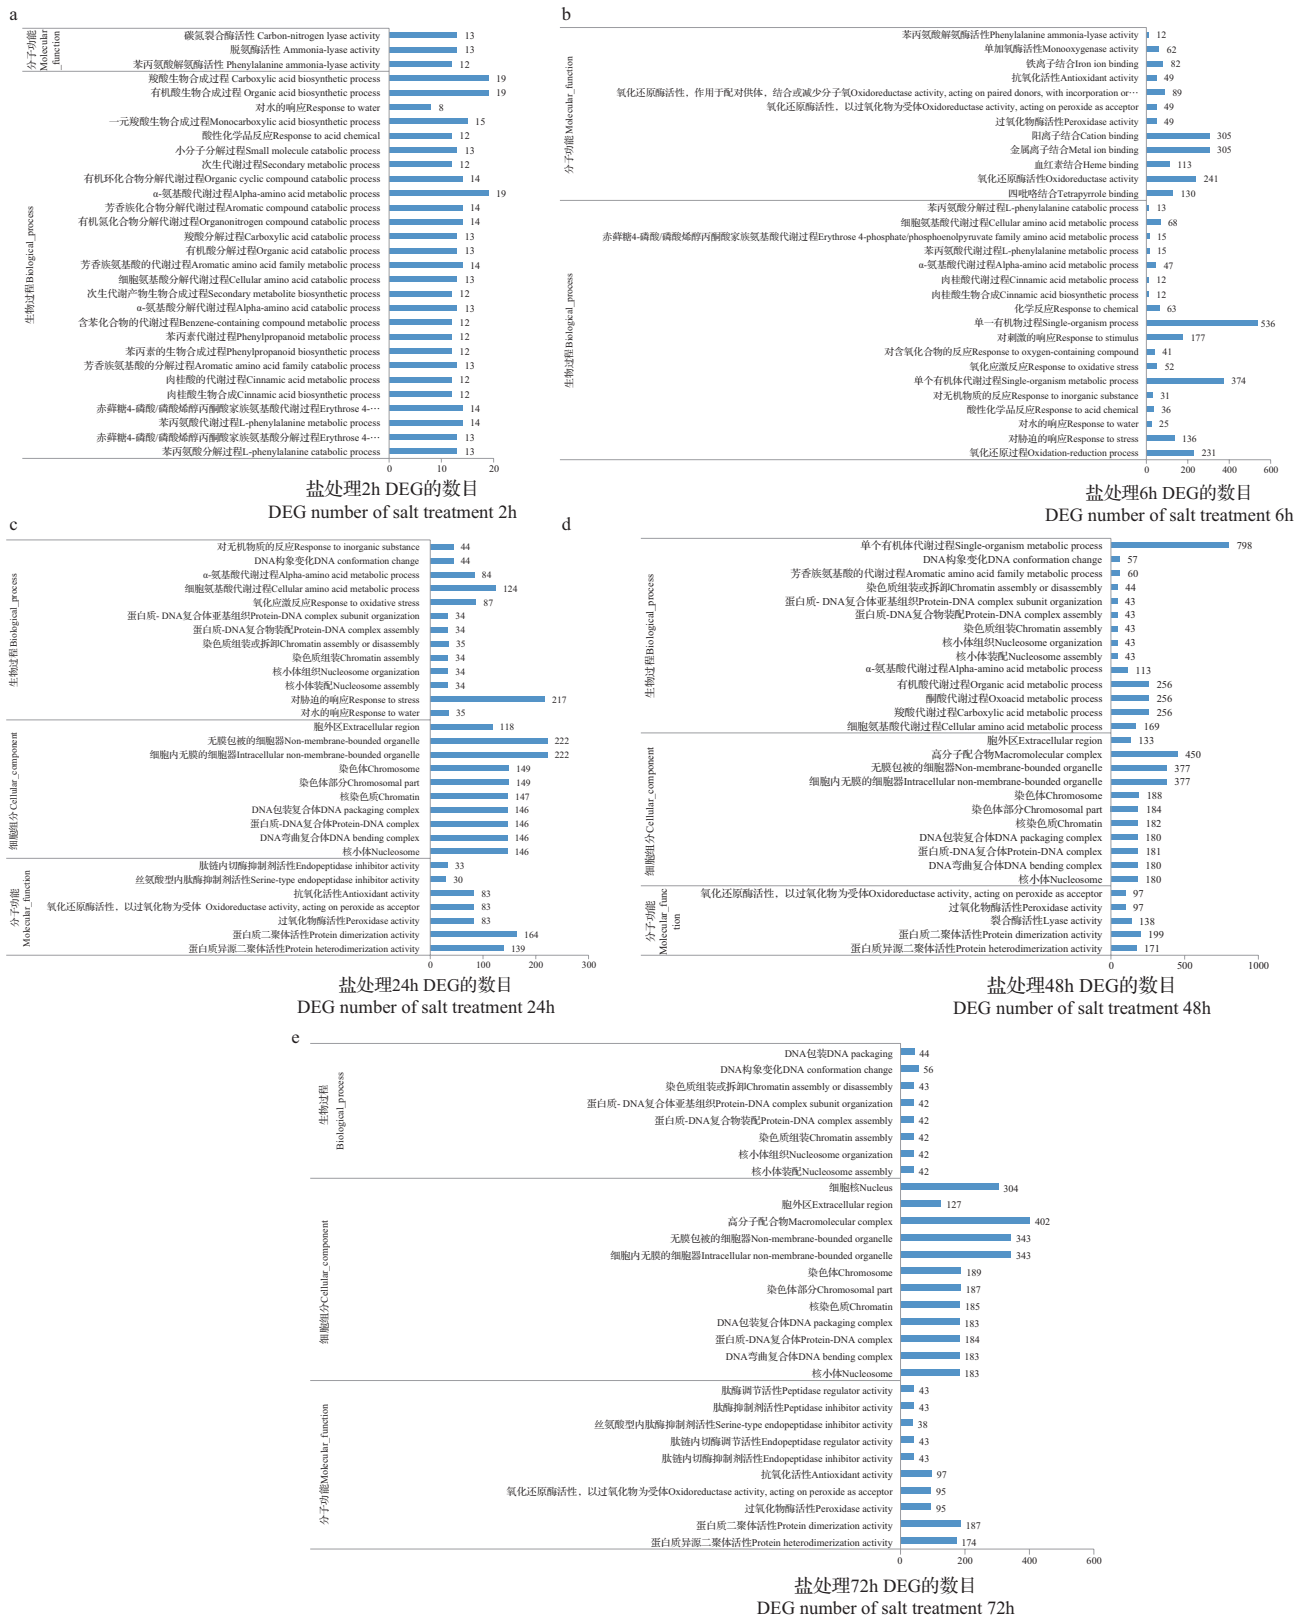 a
分子功能
Molecular
_function
碳氮裂合酶活性 Carbon-nitrogen lyase activity 13
脱氨酶活性 Ammonia-lyase activity 13
苯丙氨酸解氨酶活性 Phenylalanine ammonia-lyase activity 12
生物过程Biological_process
羧酸生物合成过程 Carboxylic acid biosynthetic process 19
有机酸生物合成过程 Organic acid biosynthetic process 19
对水的响应Response to water 8
一元羧酸生物合成过程Monocarboxylic acid biosynthetic process 15
酸性化学品反应Response to acid chemical 12
小分子分解过程Small molecule catabolic process 13
次生代谢过程Secondary metabolic process 12
有机环化合物分解代谢过程Organic cyclic compound catabolic process 14
α-氨基酸代谢过程Alpha-amino acid metabolic process 19
芳香族化合物分解代谢过程Aromatic compound catabolic process 14
有机氮化合物分解代谢过程Organonitrogen compound catabolic process 14
羧酸分解过程Carboxylic acid catabolic process 13
有机酸分解过程Organic acid catabolic process 13
芳香族氨基酸的代谢过程Aromatic amino acid family metabolic process 14
细胞氨基酸分解代谢过程Cellular amino acid catabolic process 13
次生代谢产物生物合成过程Secondary metabolite biosynthetic process 12
α-氨基酸分解代谢过程Alpha-amino acid catabolic process 13
含苯化合物的代谢过程Benzene-containing compound metabolic process 12
苯丙素代谢过程Phenylpropanoid metabolic process 12
苯丙素的生物合成过程Phenylpropanoid biosynthetic process 12
芳香族氨基酸的分解过程Aromatic amino acid family catabolic process 13
肉桂酸的代谢过程Cinnamic acid metabolic process 12
肉桂酸生物合成Cinnamic acid biosynthetic process 12
赤藓糖4-磷酸/磷酸烯醇丙酮酸家族氨基酸代谢过程Erythrose 4-… 14
苯丙氨酸代谢过程L-phenylalanine metabolic process 14
赤藓糖4-磷酸/磷酸烯醇丙酮酸家族氨基酸分解过程Erythrose 4-… 13
苯丙氨酸分解过程L-phenylalanine catabolic process 13
0 10 20
盐处理2h DEG的数目
DEG number of salt treatment 2h
b
分子功能Molecular_function
苯丙氨酸解氨酶活性Phenylalanine ammonia-lyase activity 12
单加氧酶活性Monooxygenase activity 62
铁离子结合Iron ion binding 82
抗氧化活性Antioxidant activity 49
氧化还原酶活性，作用于配对供体，结合或减少分子氧Oxidoreductase activity, acting on paired donors, with incorporation or… 89
氧化还原酶活性，以过氧化物为受体Oxidoreductase activity, acting on peroxide as acceptor 49
过氧化物酶活性Peroxidase activity 49
阳离子结合Cation binding 305
金属离子结合Metal ion binding 305
血红素结合Heme binding 113
氧化还原酶活性Oxidoreductase activity 241
四吡咯结合Tetrapyrrole binding 130
生物过程Biological_process
苯丙氨酸分解过程L-phenylalanine catabolic process 13
细胞氨基酸代谢过程Cellular amino acid metabolic process 68
赤藓糖4-磷酸/磷酸烯醇丙酮酸家族氨基酸代谢过程Erythrose 4-phosphate/phosphoenolpyruvate family amino acid metabolic process 15
苯丙氨酸代谢过程L-phenylalanine metabolic process 15
α-氨基酸代谢过程Alpha-amino acid metabolic process 47
肉桂酸代谢过程Cinnamic acid metabolic process 12
肉桂酸生物合成Cinnamic acid biosynthetic process 12
化学反应Response to chemical 63
单一有机物过程Single-organism process 536
对刺激的响应Response to stimulus 177
对含氧化合物的反应Response to oxygen-containing compound 41
氧化应激反应Response to oxidative stress 52
单个有机体代谢过程Single-organism metabolic process 374
对无机物质的反应Response to inorganic substance 31
酸性化学品反应Response to acid chemical 36
对水的响应Response to water 25
对胁迫的响应Response to stress 136
氧化还原过程Oxidation-reduction process 231
0 200 400 600
盐处理6h DEG的数目
DEG number of salt treatment 6h
c
生物过程Biological_process
对无机物质的反应Response to inorganic substance 44
DNA构象变化DNA conformation change 44
α-氨基酸代谢过程Alpha-amino acid metabolic process 84
细胞氨基酸代谢过程Cellular amino acid metabolic process 124
氧化应激反应Response to oxidative stress 87
蛋白质- DNA复合体亚基组织Protein-DNA complex subunit organization 34
蛋白质-DNA复合物装配Protein-DNA complex assembly 34
染色质组装或拆卸Chromatin assembly or disassembly 35
染色质组装Chromatin assembly 34
核小体组织Nucleosome organization 34
核小体装配Nucleosome assembly 34
对胁迫的响应Response to stress 217
对水的响应Response to water 35
细胞组分Cellular_component
胞外区Extracellular region 118
无膜包被的细胞器Non-membrane-bounded organelle 222
细胞内无膜的细胞器Intracellular non-membrane-bounded organelle 222
染色体Chromosome 149
染色体部分Chromosomal part 149
核染色质Chromatin 147
DNA包装复合体DNA packaging complex 146
蛋白质-DNA复合体Protein-DNA complex 146
DNA弯曲复合体DNA bending complex 146
核小体Nucleosome 146
分子功能
Molecular_function
肽链内切酶抑制剂活性Endopeptidase inhibitor activity 33
丝氨酸型内肽酶抑制剂活性Serine-type endopeptidase inhibitor activity 30
抗氧化活性Antioxidant activity 83
氧化还原酶活性，以过氧化物为受体 Oxidoreductase activity, acting on peroxide as acceptor 83
过氧化物酶活性Peroxidase activity 83
蛋白质二聚体活性Protein dimerization activity 164
蛋白质异源二聚体活性Protein heterodimerization activity 139
0 100 200 300
盐处理24h DEG的数目
DEG number of salt treatment 24h
d
生物过程Biological_process
单个有机体代谢过程Single-organism metabolic process 798
DNA构象变化DNA conformation change 57
芳香族氨基酸的代谢过程Aromatic amino acid family metabolic process 60
染色质组装或拆卸Chromatin assembly or disassembly 44
蛋白质- DNA复合体亚基组织Protein-DNA complex subunit organization 43
蛋白质-DNA复合物装配Protein-DNA complex assembly 43
染色质组装Chromatin assembly 43
核小体组织Nucleosome organization 43
核小体装配Nucleosome assembly 43
α-氨基酸代谢过程Alpha-amino acid metabolic process 113
有机酸代谢过程Organic acid metabolic process 256
酮酸代谢过程Oxoacid metabolic process 256
羧酸代谢过程Carboxylic acid metabolic process 256
细胞氨基酸代谢过程Cellular amino acid metabolic process 169
细胞组分Cellular_component
胞外区Extracellular region 133
高分子配合物Macromolecular complex 450
无膜包被的细胞器Non-membrane-bounded organelle 377
细胞内无膜的细胞器Intracellular non-membrane-bounded organelle 377
染色体Chromosome 188
染色体部分Chromosomal part 184
核染色质Chromatin 182
DNA包装复合体DNA packaging complex 180
蛋白质-DNA复合体Protein-DNA complex 181
DNA弯曲复合体DNA bending complex 180
核小体Nucleosome 180
分子功能
Molecular_func
tion
氧化还原酶活性，以过氧化物为受体Oxidoreductase activity, acting on peroxide as acceptor 97
过氧化物酶活性Peroxidase activity 97
裂合酶活性Lyase activity 138
蛋白质二聚体活性Protein dimerization activity 199
蛋白质异源二聚体活性Protein heterodimerization activity 171
0 500 1000
盐处理48h DEG的数目
DEG number of salt treatment 48h
e
生物过程
Biological_process
DNA包装DNA packaging 44
DNA构象变化DNA conformation change 56
染色质组装或拆卸Chromatin assembly or disassembly 43
蛋白质- DNA复合体亚基组织Protein-DNA complex subunit organization 42
蛋白质-DNA复合物装配Protein-DNA complex assembly 42
染色质组装Chromatin assembly 42
核小体组织Nucleosome organization 42
核小体装配Nucleosome assembly 42
细胞组分Cellular_component
细胞核Nucleus 304
胞外区Extracellular region 127
高分子配合物Macromolecular complex 402
无膜包被的细胞器Non-membrane-bounded organelle 343
细胞内无膜的细胞器Intracellular non-membrane-bounded organelle 343
染色体Chromosome 189
染色体部分Chromosomal part 187
核染色质Chromatin 185
DNA包装复合体DNA packaging complex 183
蛋白质-DNA复合体Protein-DNA complex 184
DNA弯曲复合体DNA bending complex 183
核小体Nucleosome 183
分子功能Molecular_function
肽酶调节活性Peptidase regulator activity 43
肽酶抑制剂活性Peptidase inhibitor activity 43
丝氨酸型内肽酶抑制剂活性Serine-type endopeptidase inhibitor activity 38
肽链内切酶调节活性Endopeptidase regulator activity 43
肽链内切酶抑制剂活性Endopeptidase inhibitor activity 43
抗氧化活性Antioxidant activity 97
氧化还原酶活性，以过氧化物为受体Oxidoreductase activity, acting on peroxide as acceptor 95
过氧化物酶活性Peroxidase activity 95
蛋白质二聚体活性Protein dimerization activity 187
蛋白质异源二聚体活性Protein heterodimerization activity 174
0 200 400 600
盐处理72h DEG的数目
DEG number of salt treatment 72h